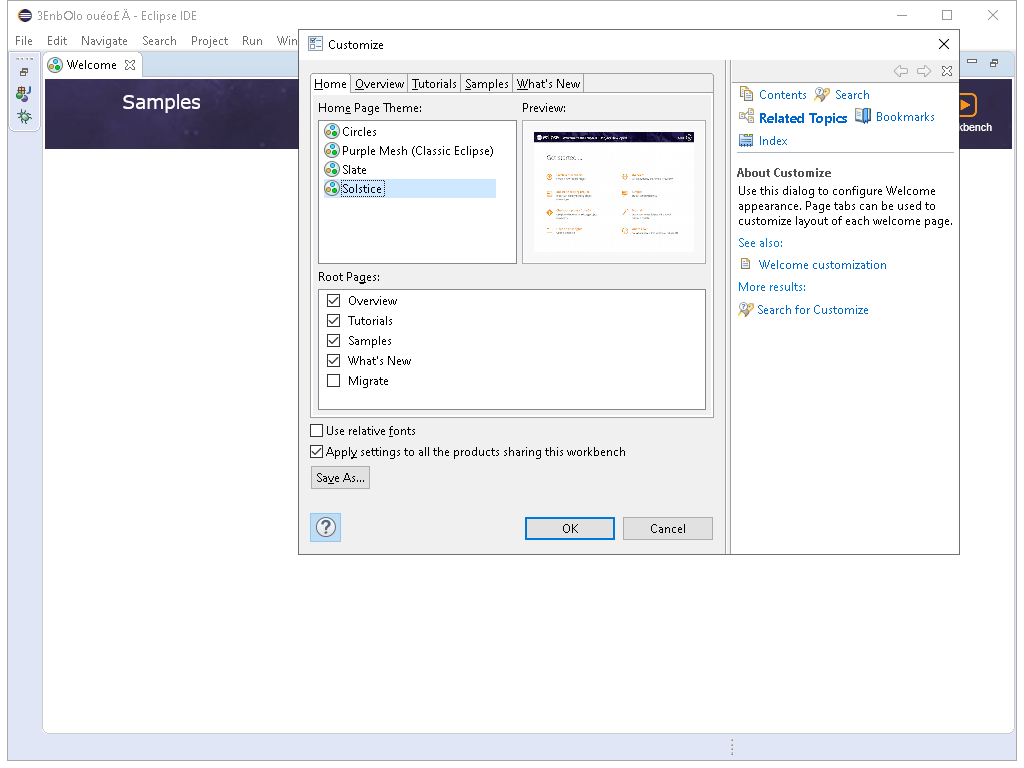 3EnbOlo ouéo£Ä - Eclipse IDE
File Edit Navigate Search Project Run Win
Welcome
Samples
Customize
Home Overview Tutorials Samples What's New
Home Page Theme: Preview:
Circles
Purple Mesh (Classic Eclipse)
Slate
Solstice
Get started...
Root Pages:
Overview
Tutorials
Samples
What's New
Migrate
Use relative fonts
Apply settings to all the products sharing this workbench
Save As...
OK Cancel
Contents Search
Related Topics Bookmarks
Index
About Customize
Use this dialog to configure Welcome
appearance. Page tabs can be used to
customize layout of each welcome page.
See also:
Welcome customization
More results:
Search for Customize
kbench